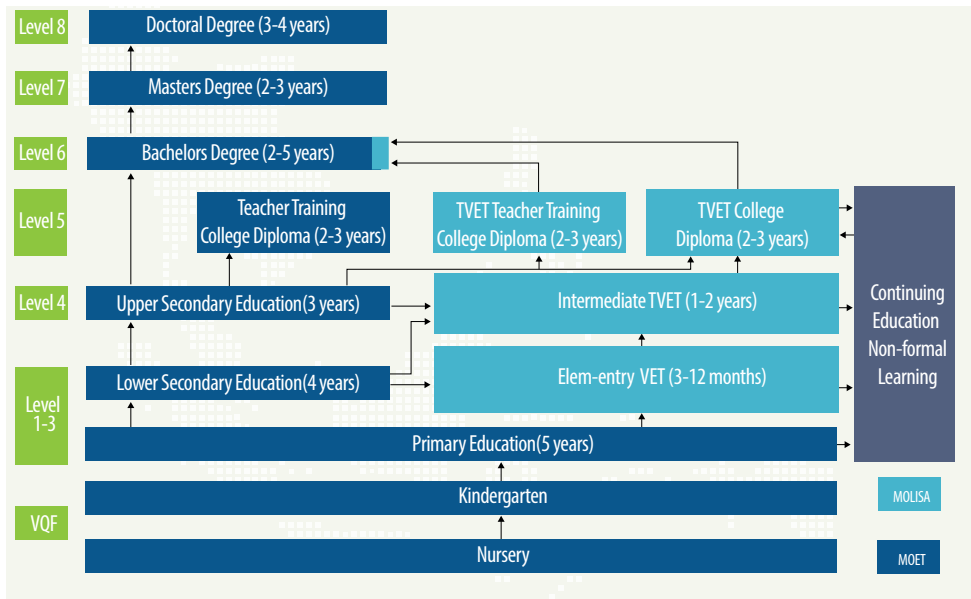 Level 8
Doctoral Degree (3-4 years)
Level 7
Masters Degree (2-3 years)
Level 6
Bachelors Degree (2-5 years)
Level 5
Teacher Training
College Diploma (2-3 years)
TVET Teacher Training
College Diploma (2-3 years)
TVET College
Diploma (2-3 years)
Level 4
Upper Secondary Education(3 years)
Intermediate TVET (1-2 years)
Continuing
Education
Non-formal
Learning
Level
1-3
Lower Secondary Education(4 years)
Elem-entry VET (3-12 months)
Primary Education(5 years)
VQF
Kindergarten
Nursery
MOLISA
MOET